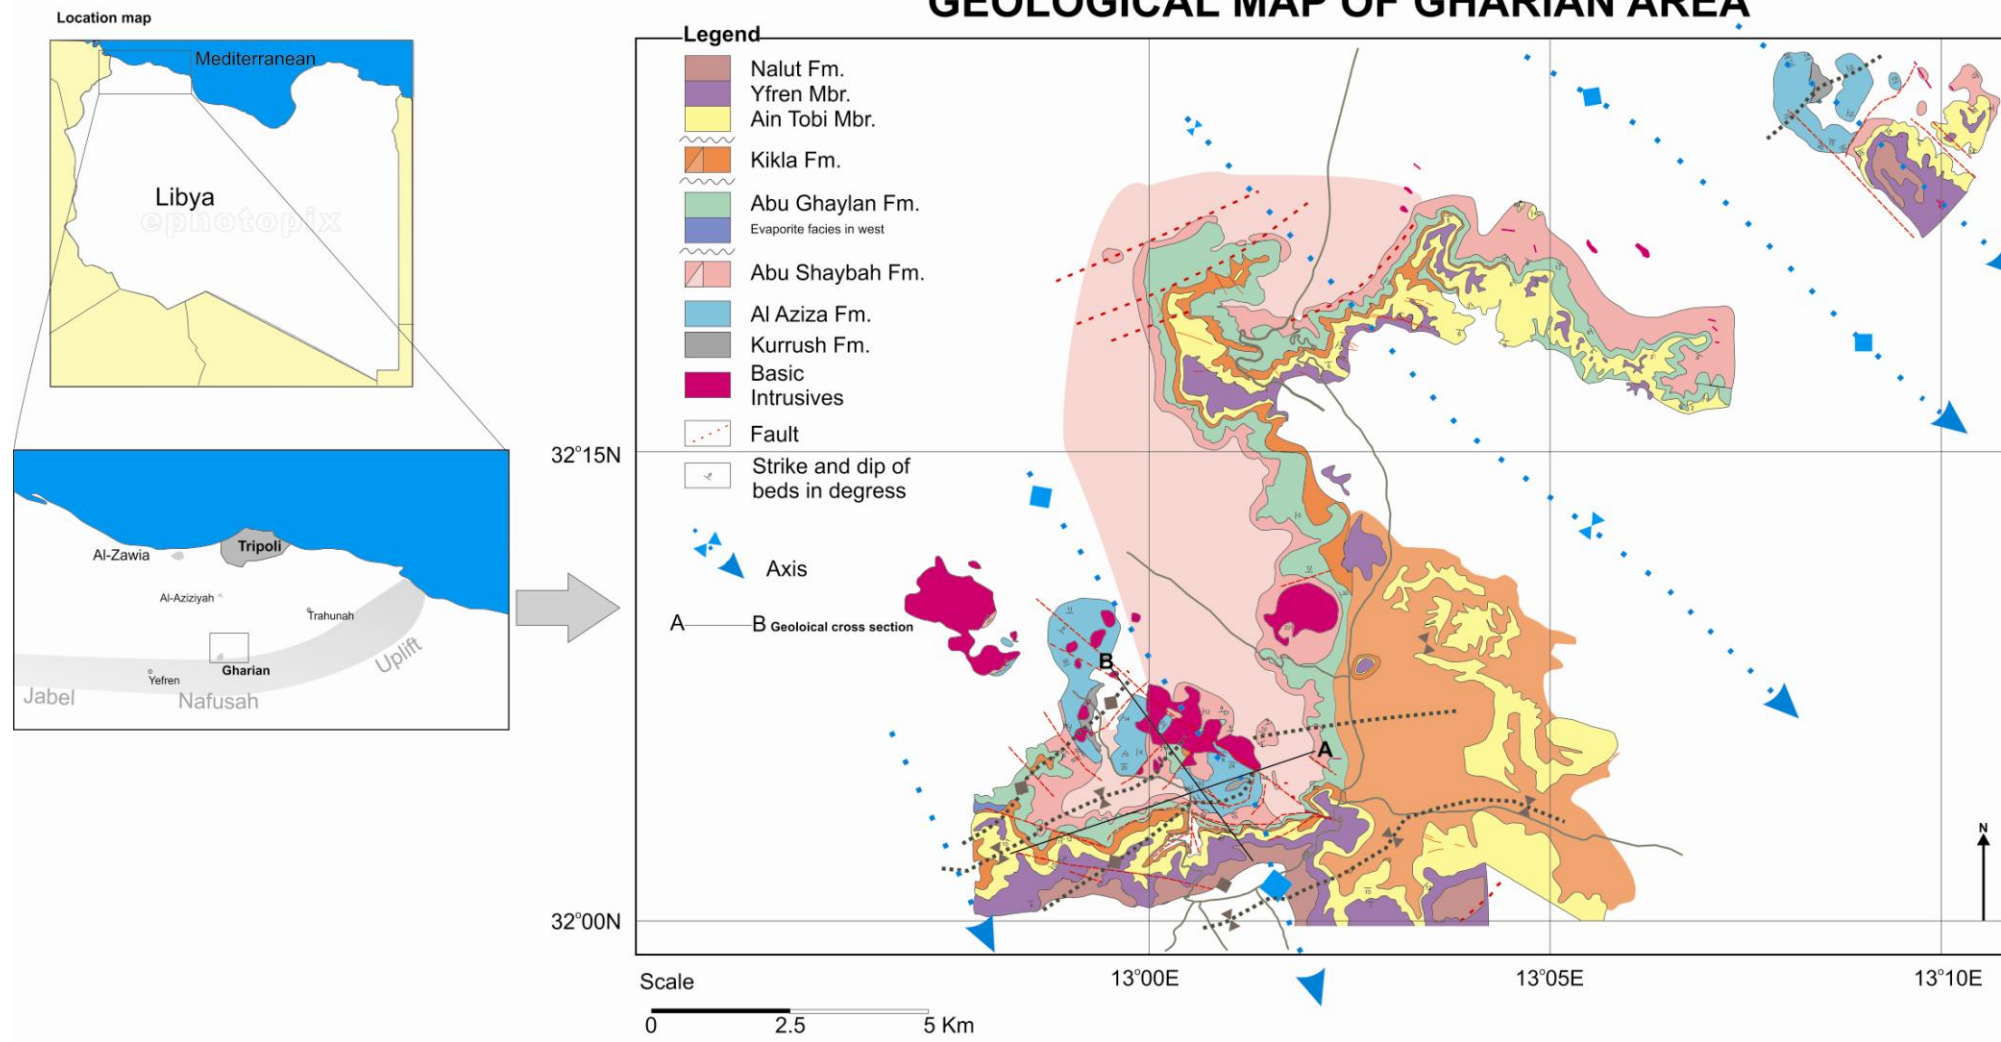 GEOLOGICAL MAP OF GHARIAN AREA
Location map
Mediterranean
Libya
ephotopix
Legend
Nalut Fm.
Yfren Mbr.
Ain Tobi Mbr.
Kikla Fm.
Abu Ghaylan Fm.
Evaporite facies in west
Abu Shaybah Fm.
Al Aziza Fm.
Kurrush Fm.
Basic
Intrusives
Fault
Strike and dip of
beds in degress
Axis
A B Geoloical cross section
Tripoli
Al-Zawia
Al-Aziziyah
Trahunah
Gharian
Yefren
Uplift
Jabel
Nafusah
32°15N
32°00N
B
A
N
13°00E
13°05E
13°10E
Scale
0 2.5 5 Km